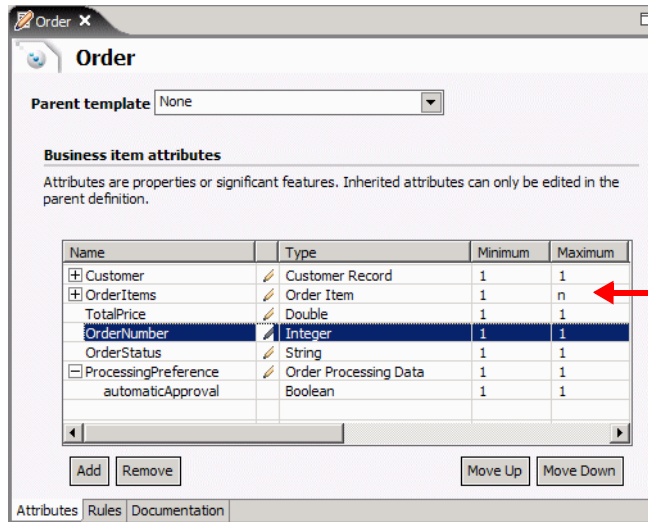 Order
Order
Parent template None
Business item attributes
Attributes are properties or significant features. Inherited attributes can only be edited in the
parent definition.
Name Type Minimum Maximum
Customer Customer Record 1 1
OrderItems Order Item 1 n
TotalPrice Double 1 1
OrderNumber Integer 1 1
OrderStatus String 1 1
ProcessingPreference Order Processing Data 1 1
automaticApproval Boolean 1 1
Add Remove Move Up Move Down
Attributes Rules Documentation